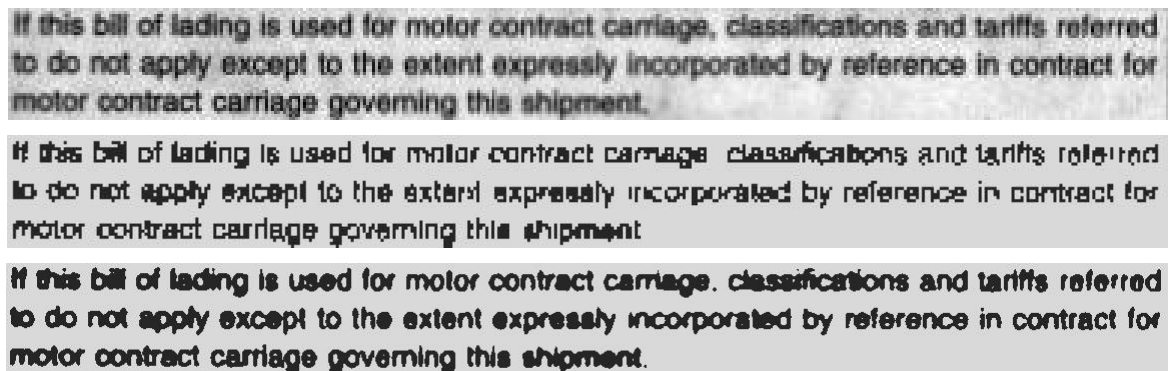 If this bill of lading is used for motor contract carriage, classifications and tariffs referred
to do not apply except to the extent expressly incorporated by reference in contract for
motor contract carriage governing this shipment.
If this bill of lading is used for motor contract carriage classifications and tariffs referred
to do not apply except to the extent expressly incorporated by reference in contract for
motor contract carriage governing this shipment
If this bill of lading is used for motor contract carriage. classifications and tariffs referred
to do not apply except to the extent expressly incorporated by reference in contract for
motor contract carriage governing this shipment.